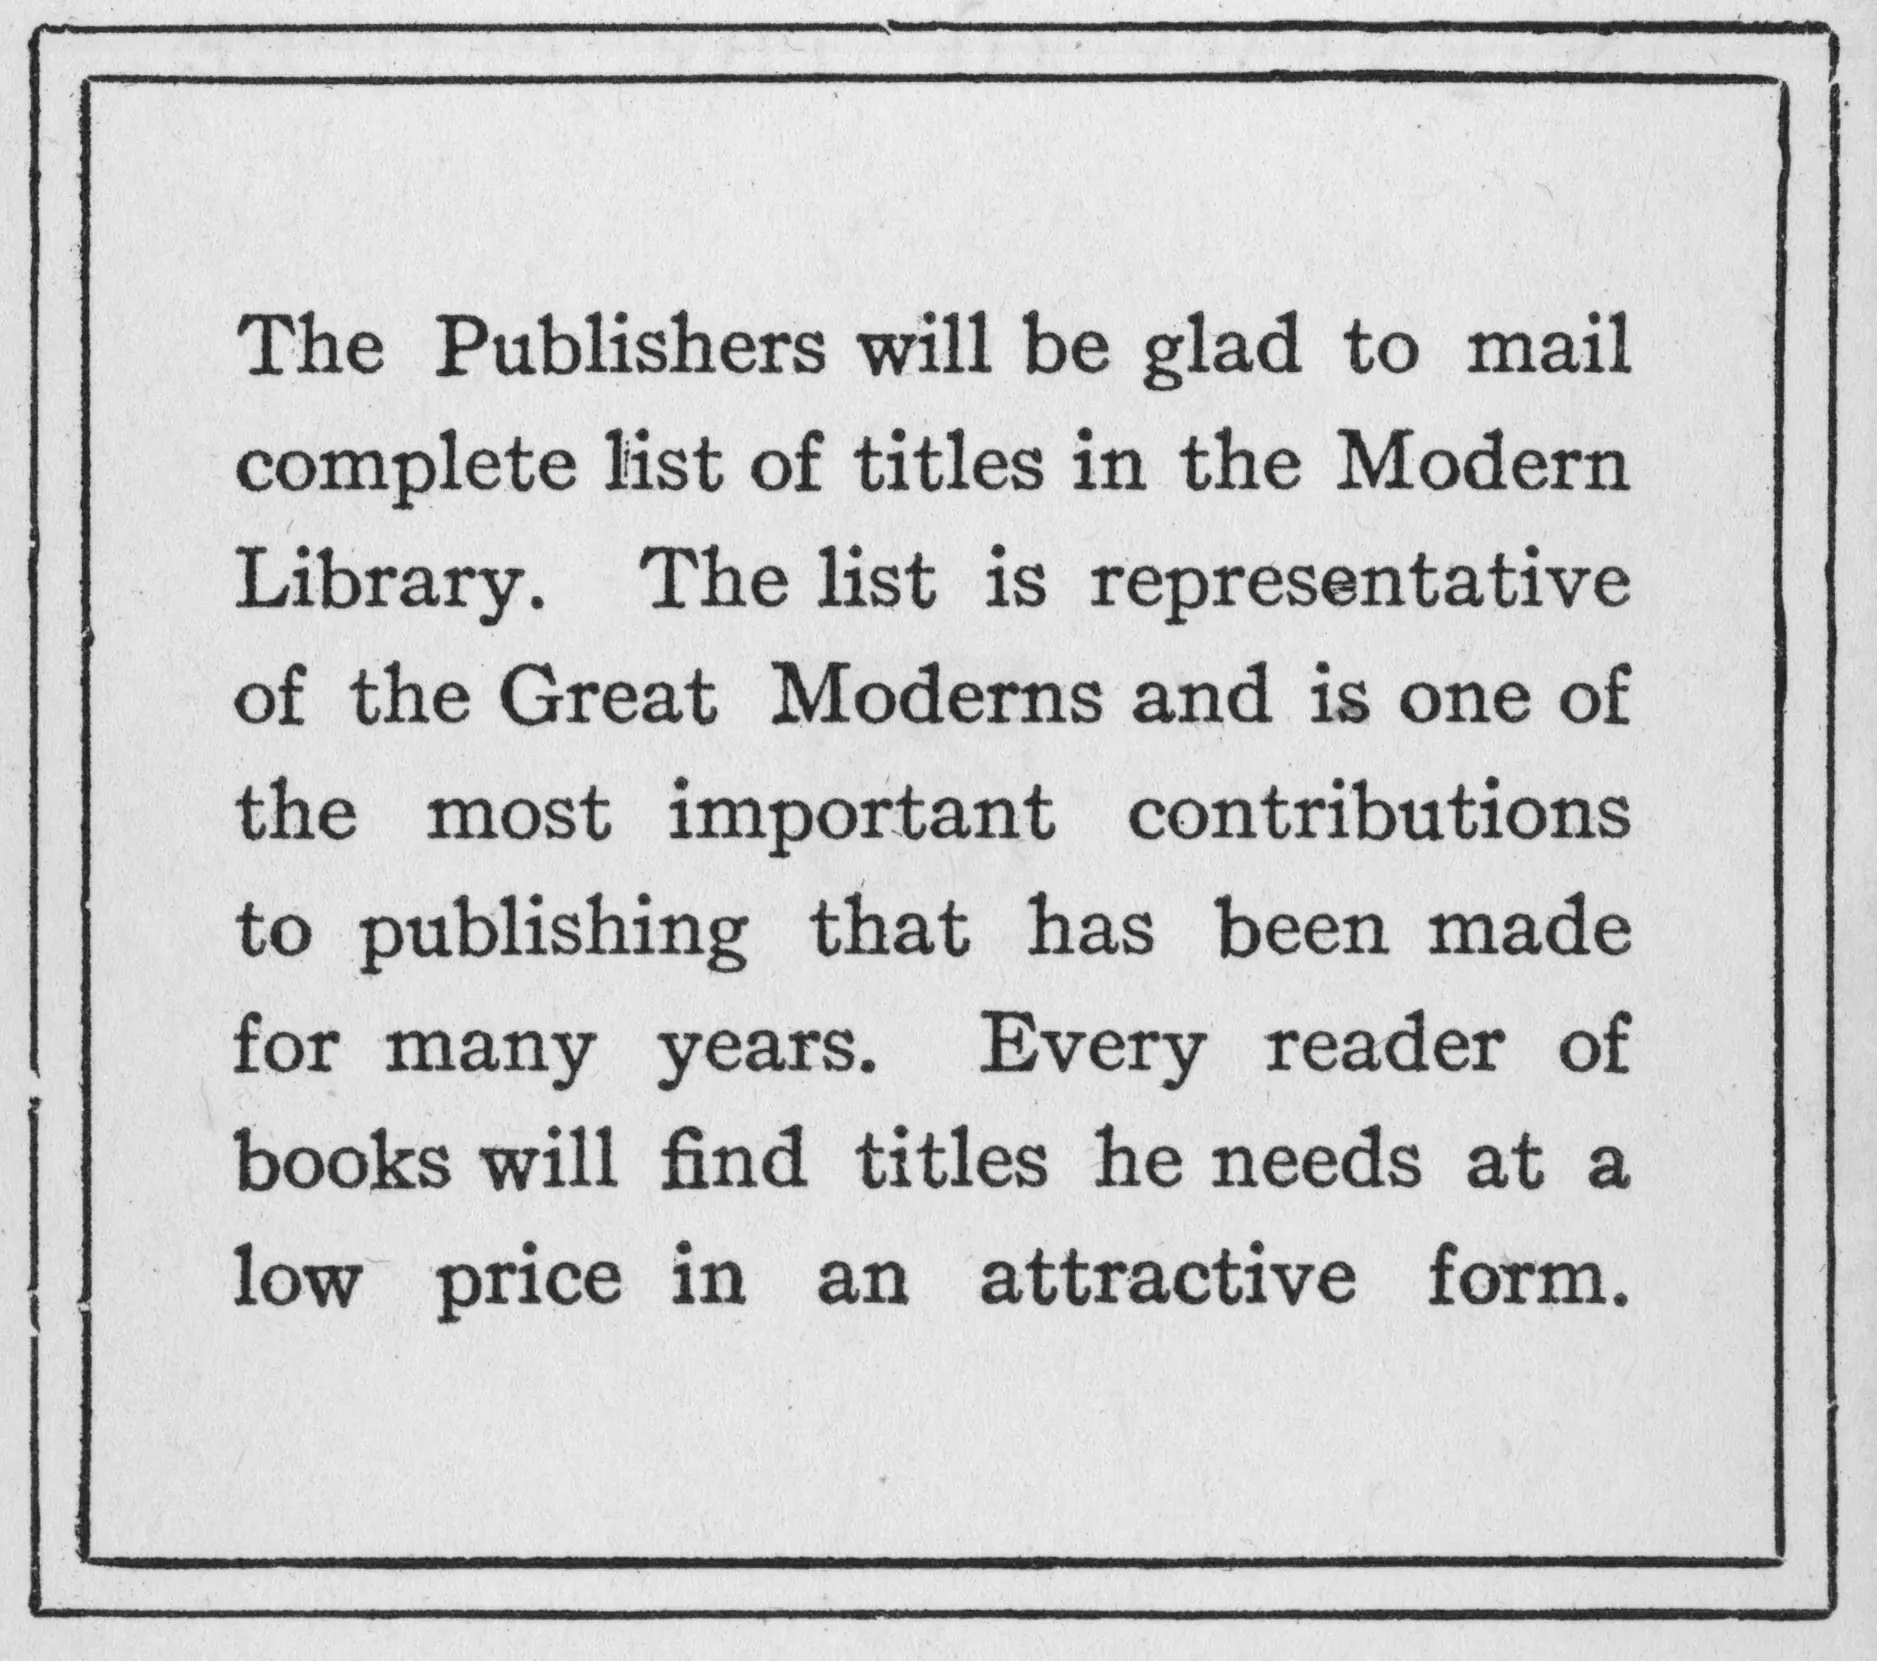 The Publishers will be glad to mail
complete list of titles in the Modern
Library. The list is representative
of the Great Moderns and is one of
the most important contributions
to publishing that has been made
for many years. Every reader of
books will find titles he needs at a
low price in an attractive form.